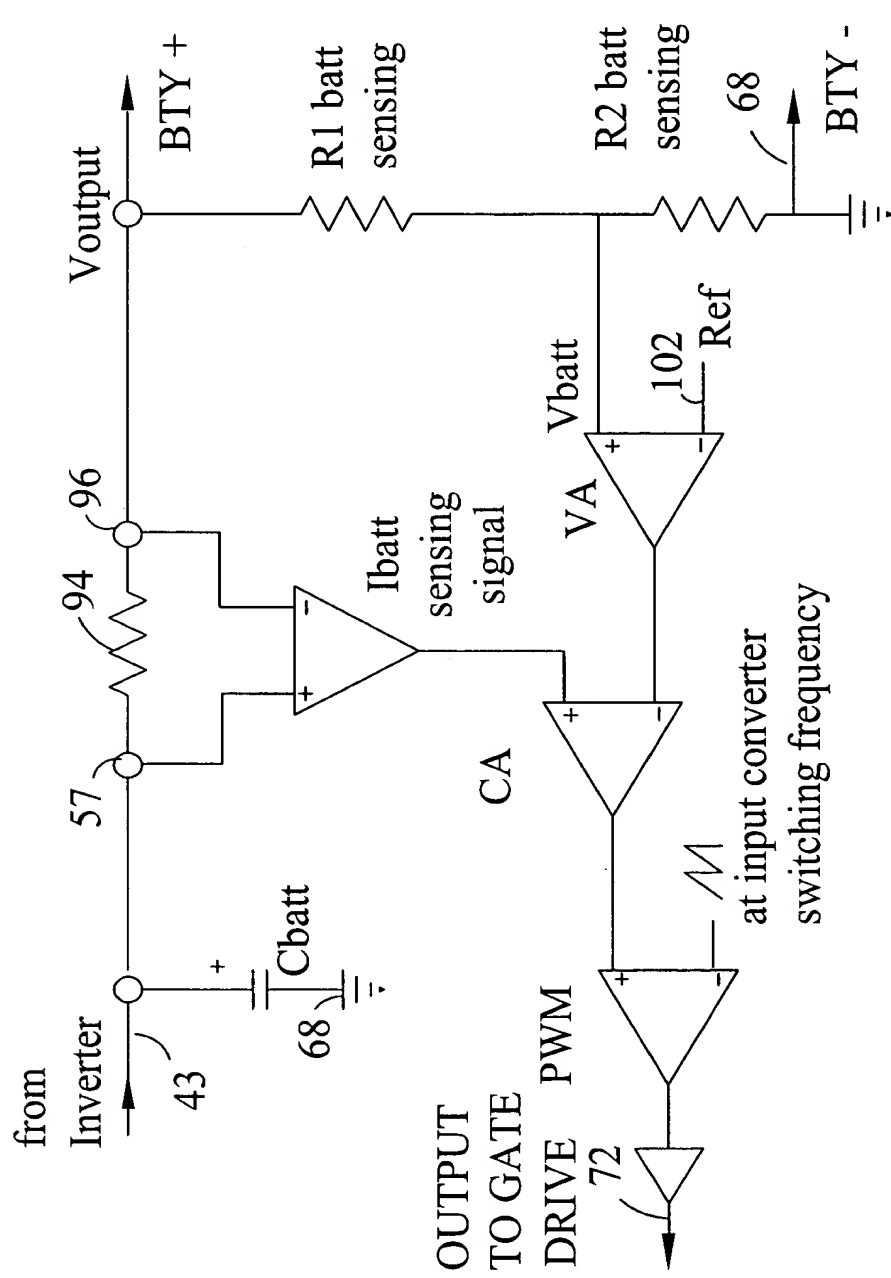 from
Inverter
43
+
Cbatt
68
57
94
96
Voutput
BTY +
+
-
Ibatt
sensing
signal
R1 batt
sensing
R2 batt
sensing
68
BTY -
Vbatt
102
Ref
VA
+
-
CA
+
-
at input converter
switching frequency
PWM
+
-
OUTPUT
TO GATE
DRIVE
72